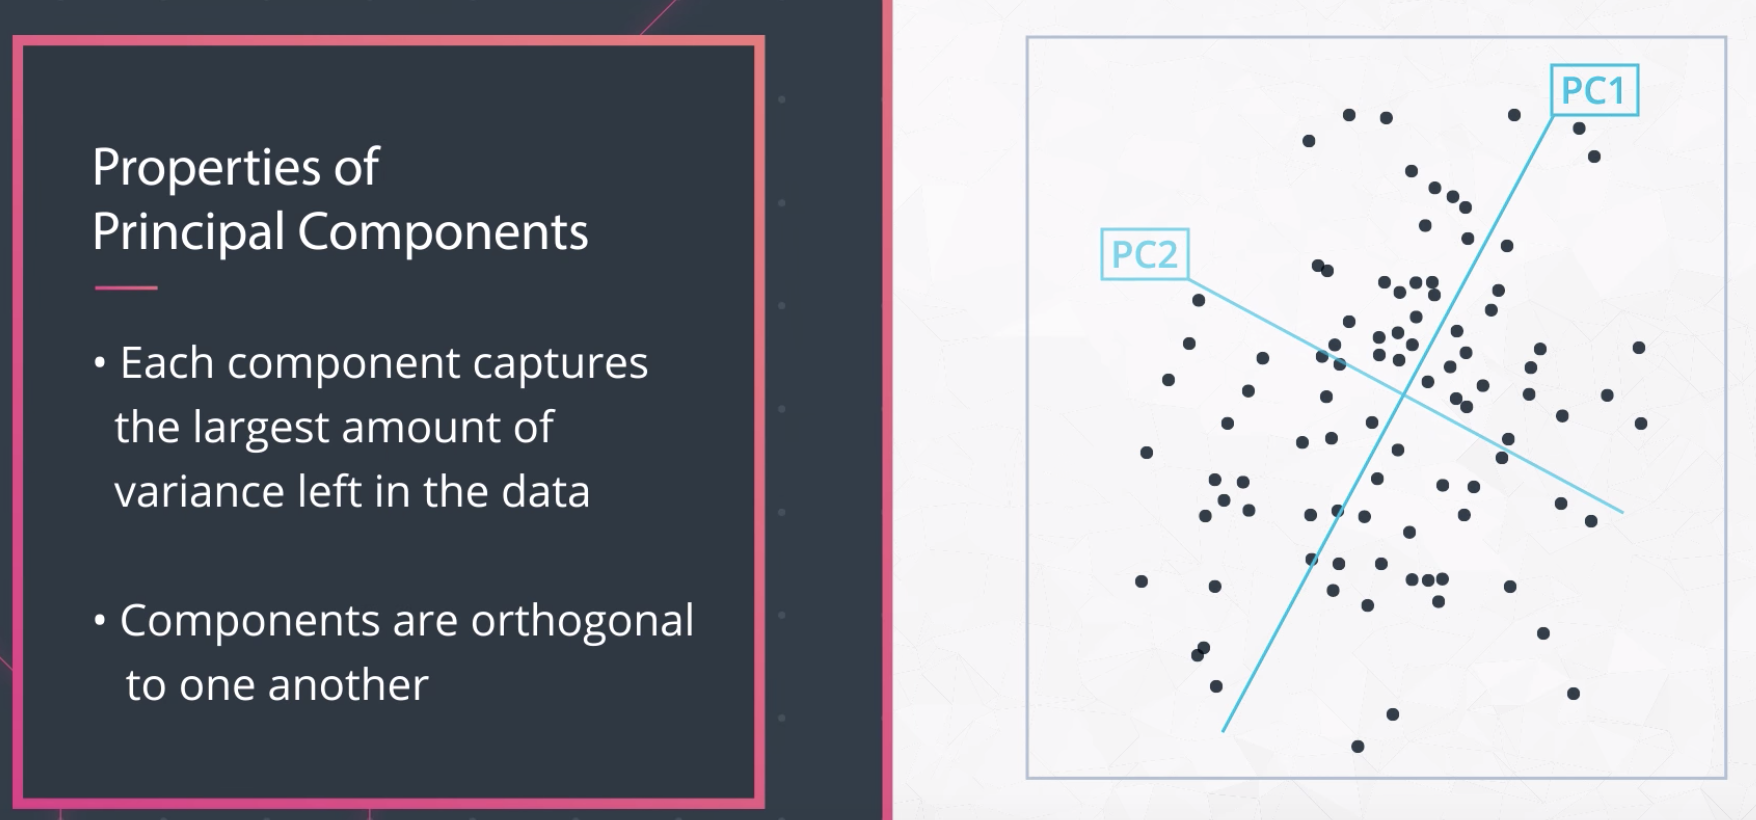 Properties of
Principal Components
• Each component captures
the largest amount of
variance left in the data
• Components are orthogonal
to one another
PC1
PC2